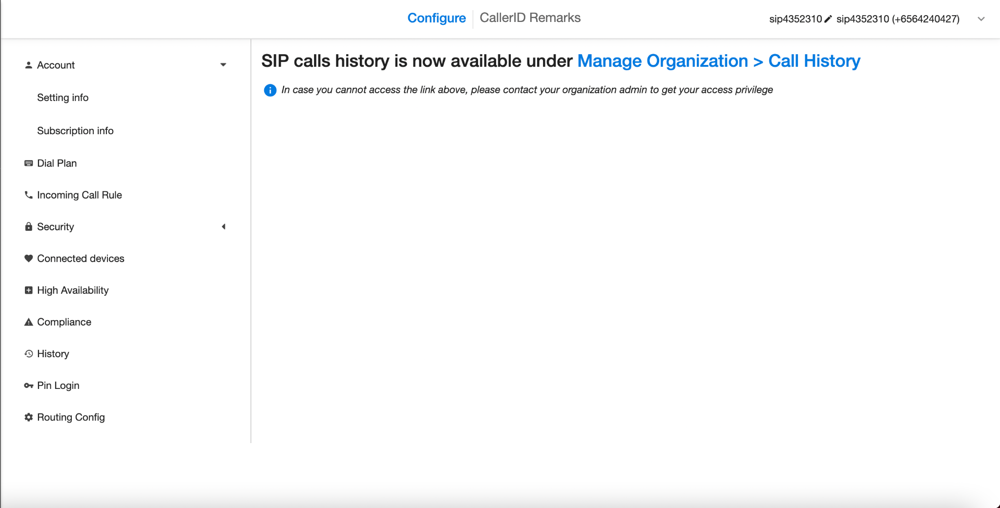 Configure CallerID Remarks sip4352310 sip4352310 (+6564240427)
Account
Setting info
Subscription info
Dial Plan
Incoming Call Rule
Security
Connected devices
High Availability
Compliance
History
Pin Login
Routing Config
SIP calls history is now available under Manage Organization > Call History
In case you cannot access the link above, please contact your organization admin to get your access privilege